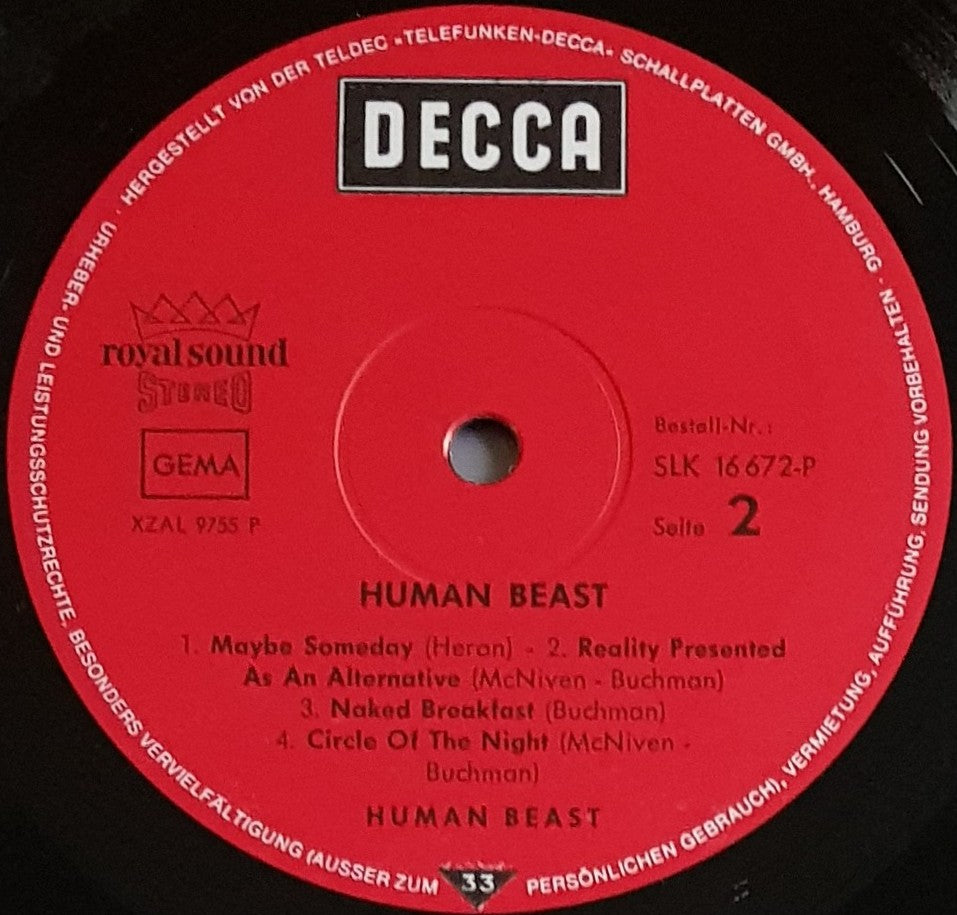 HERGESTELLT VON DER TELDEC »TELEFUNKEN-DECCA« SCHALLPLATTEN GMBH., HAMBURG · URHEBER- UND LEISTUNGSSCHUTZRECHTE, BESONDERS VERVIELFÄLTIGUNG (AUSSER ZUM PERSÖNLICHEN GEBRAUCH), VERMIETUNG, AUFFÜHRUNG, SENDUNG VORBEHALTEN ·
DECCA
royal sound
STEREO
GEMA
XZAL 9755 P
Bestell-Nr.:
SLK 16 672-P
Seite 2
HUMAN BEAST
1. Maybe Someday (Heron) - 2. Reality Presented
As An Alternative (McNiven - Buchman)
3. Naked Breakfast (Buchman)
4. Circle Of The Night (McNiven -
Buchman)
HUMAN BEAST
33